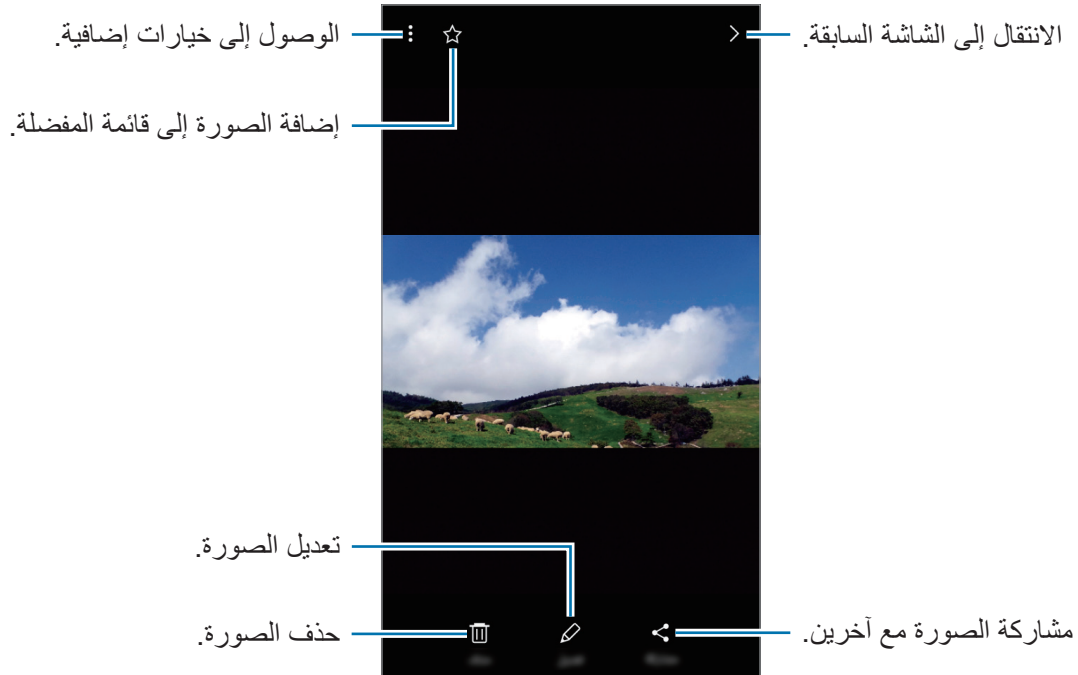 الانتقال إلى الشاشة السابقة.
الوصول إلى خيارات إضافية.
إضافة الصورة إلى قائمة المفضلة.
تعديل الصورة.
مشاركة الصورة مع آخرين.
حذف الصورة.